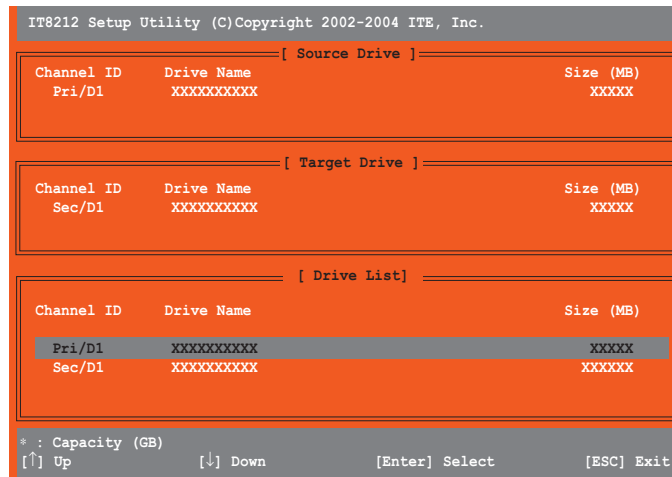 IT8212 Setup Utility (C)Copyright 2002-2004 ITE, Inc.
[ Source Drive ]
Channel ID Drive Name Size (MB)
Pri/D1 XXXXXXXXXX XXXXX
[ Target Drive ]
Channel ID Drive Name Size (MB)
Sec/D1 XXXXXXXXXX XXXXX
[ Drive List]
Channel ID Drive Name Size (MB)
Pri/D1 XXXXXXXXXX XXXXX
Sec/D1 XXXXXXXXXX XXXXXX
* : Capacity (GB)
[↑] Up [↓] Down [Enter] Select [ESC] Exit